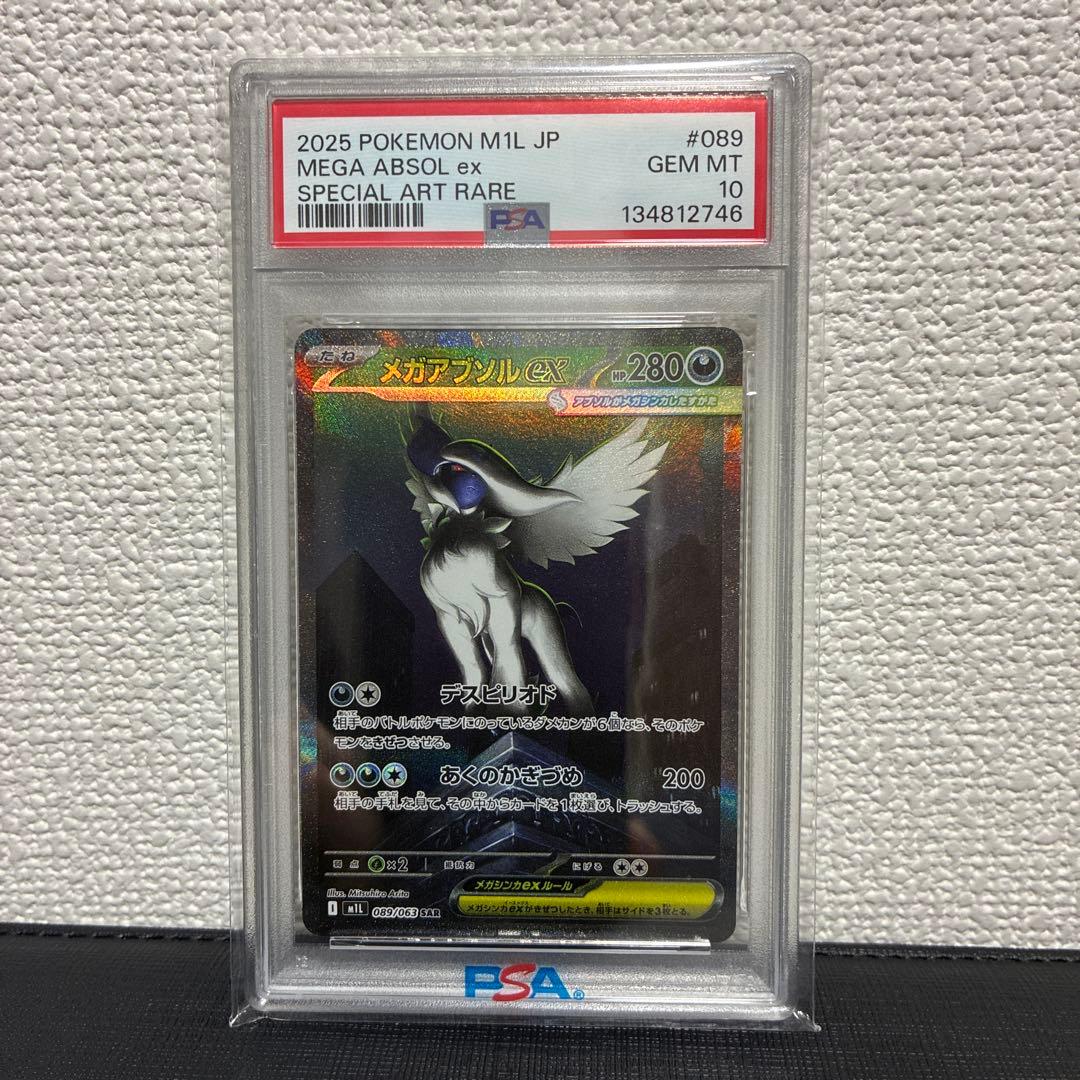 2025 POKEMON M1L JP #089
MEGA ABSOL ex GEM MT
SPECIAL ART RARE 10
134812746
PSA
たね メガアブソルex HP280
アブソルがメガシンカしたすがた
デスピリオド
相手のバトルポケモンにのっているダメカンが6個なら、そのポケ
モンをきぜつさせる。
あくのかぎづめ 200
相手の手札を見て、その中からカードを1枚選び、トラッシュする。
弱点 ×2 抵抗力 にげる
メガシンカexルール
メガシンカexがきぜつしたとき、相手はサイドを3枚とる。
Illus. Mitsuhiro Arita
I M1L 089/063 SAR
PSA®